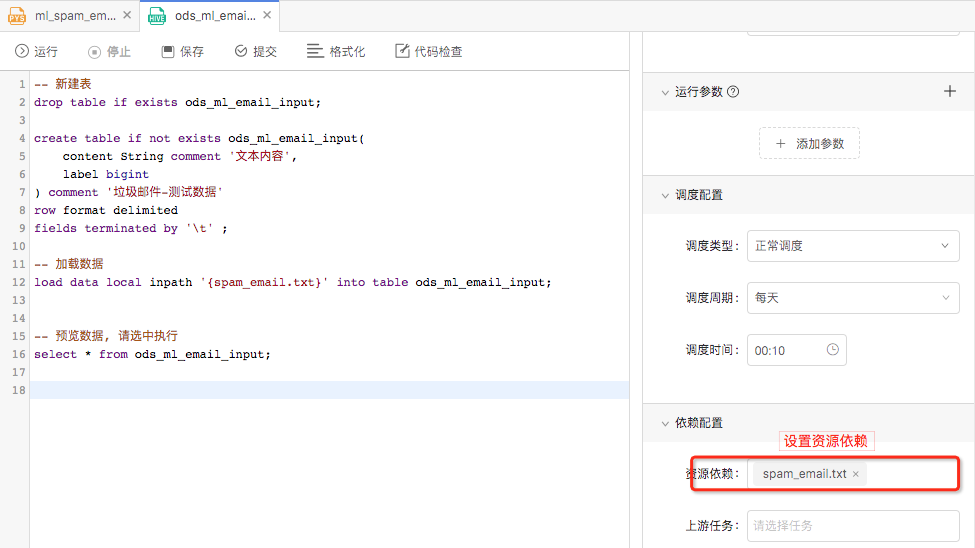 PYS ml_spam_em... × HIVE ods_ml_emai... ×
运行 停止 保存 提交 格式化 代码检查
1 -- 新建表
2 drop table if exists ods_ml_email_input;
3
4 create table if not exists ods_ml_email_input(
5 content String comment '文本内容',
6 label bigint
7 ) comment '垃圾邮件-测试数据'
8 row format delimited
9 fields terminated by '\t' ;
10
11 -- 加载数据
12 load data local inpath '{spam_email.txt}' into table ods_ml_email_input;
13
14
15 -- 预览数据, 请选中执行
16 select * from ods_ml_email_input;
17
18
运行参数 ? +
+ 添加参数
调度配置
调度类型: 正常调度
调度周期: 每天
调度时间: 00:10
依赖配置
设置资源依赖
资源依赖: spam_email.txt ×
上游任务: 请选择任务